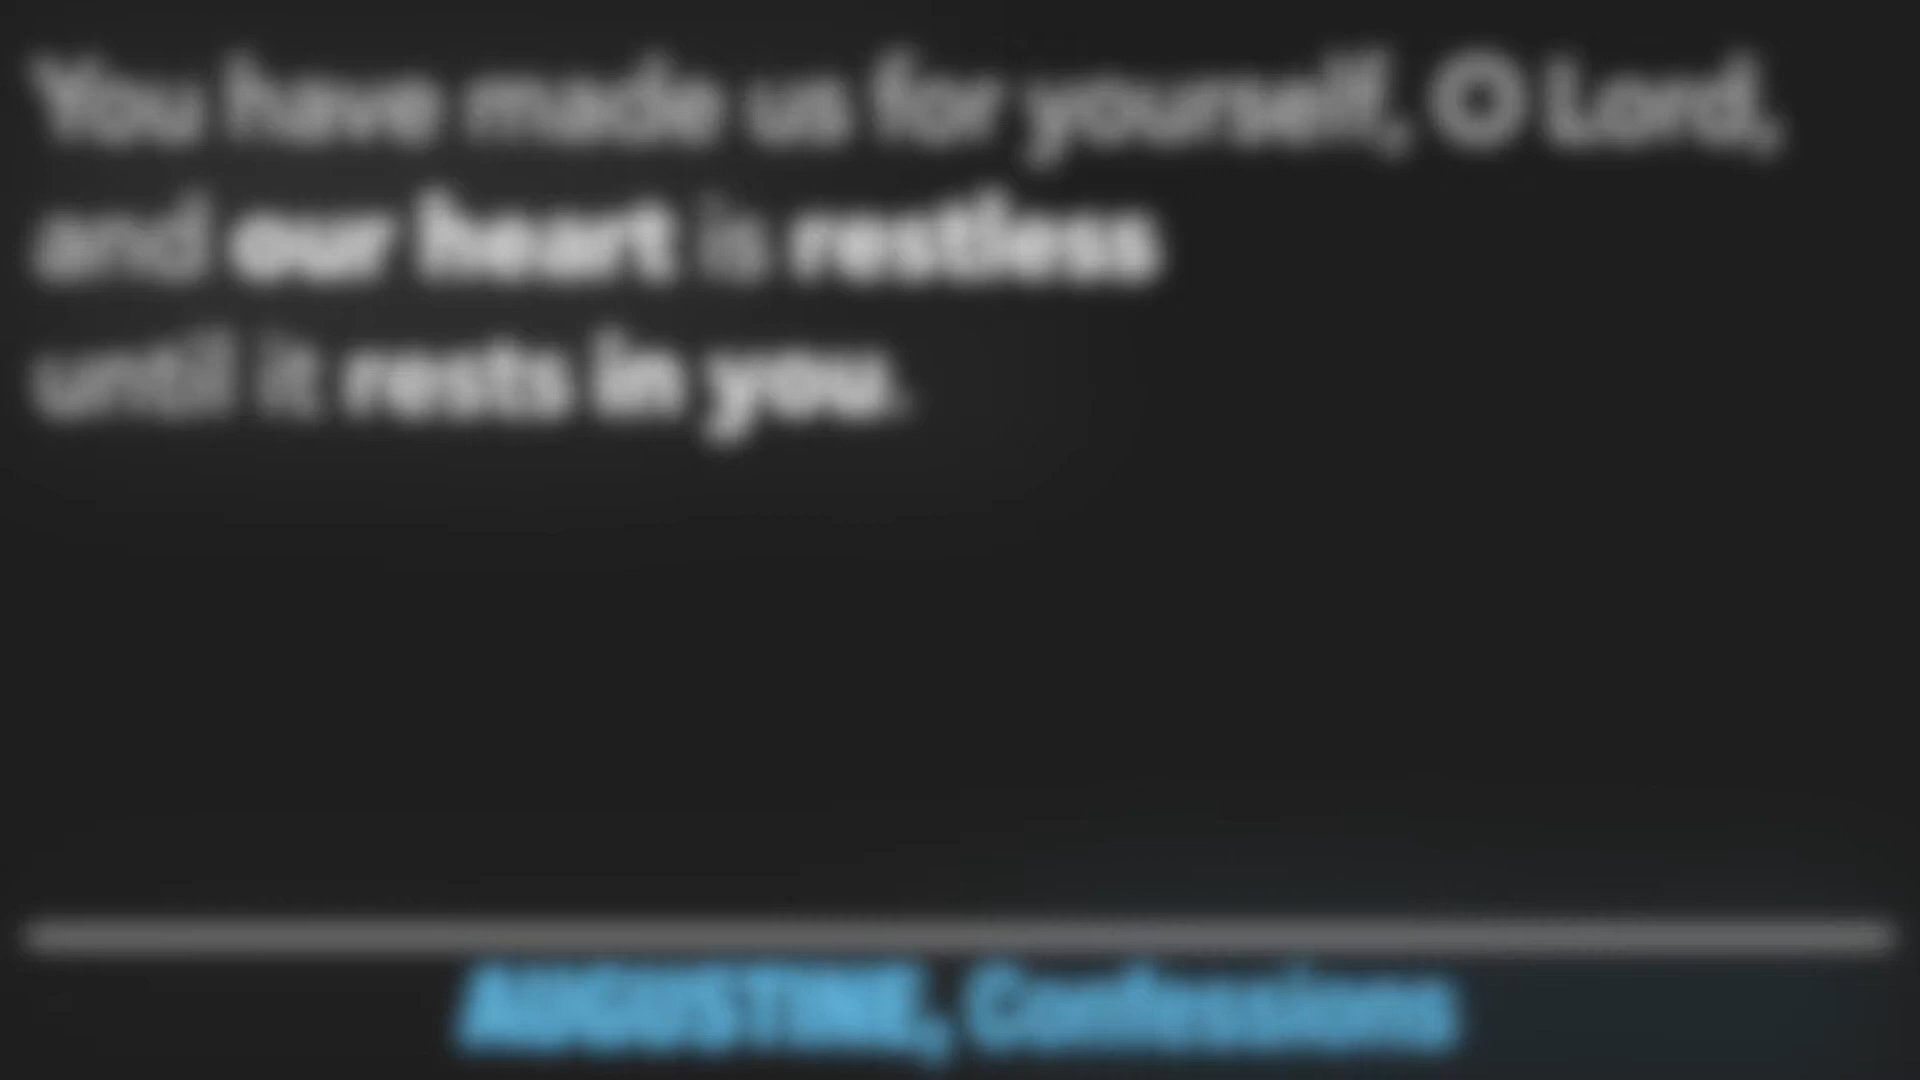 You have made us for yourself, O Lord,
and our heart is restless
until it rests in you.
AUGUSTINE, Confessions